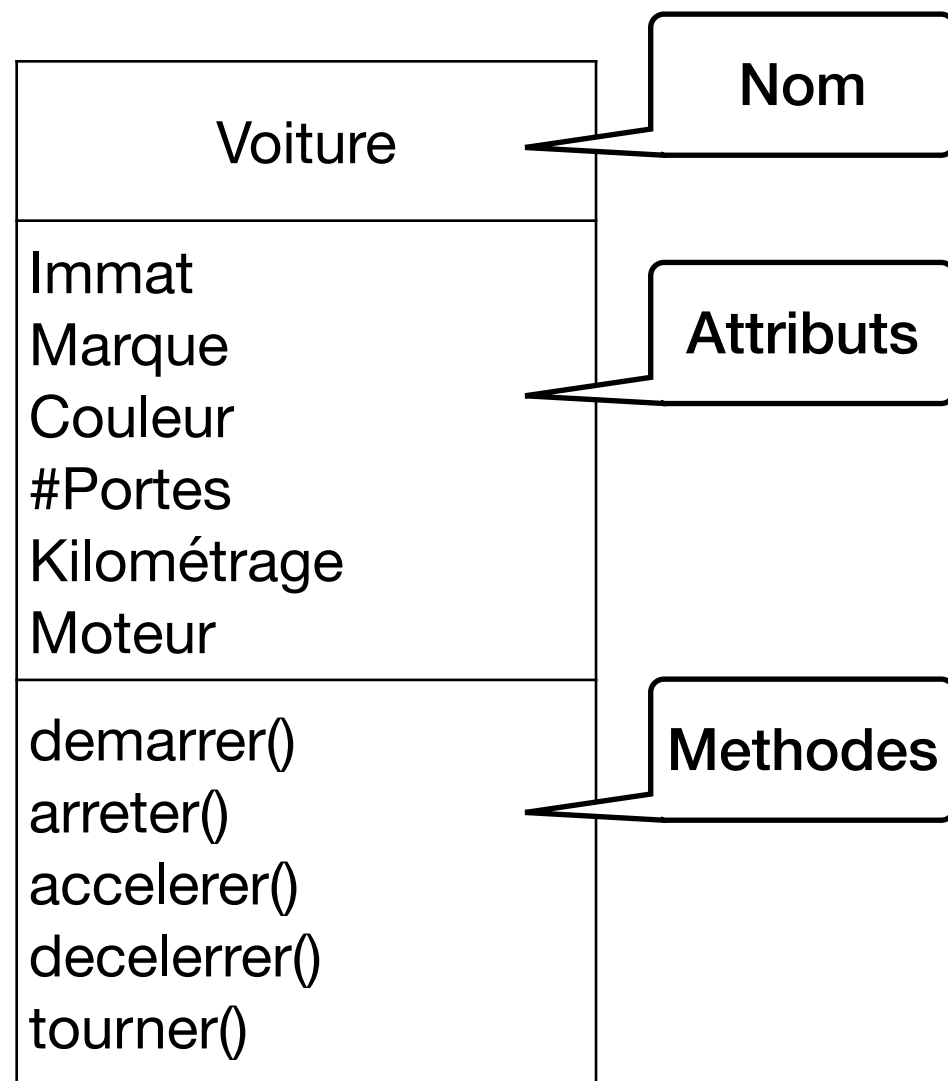 Nom
Voiture
Immat
Marque
Couleur
#Portes
Kilométrage
Moteur
Attributs
demarrer()
arreter()
accelerer()
decelerrer()
tourner()
Methodes